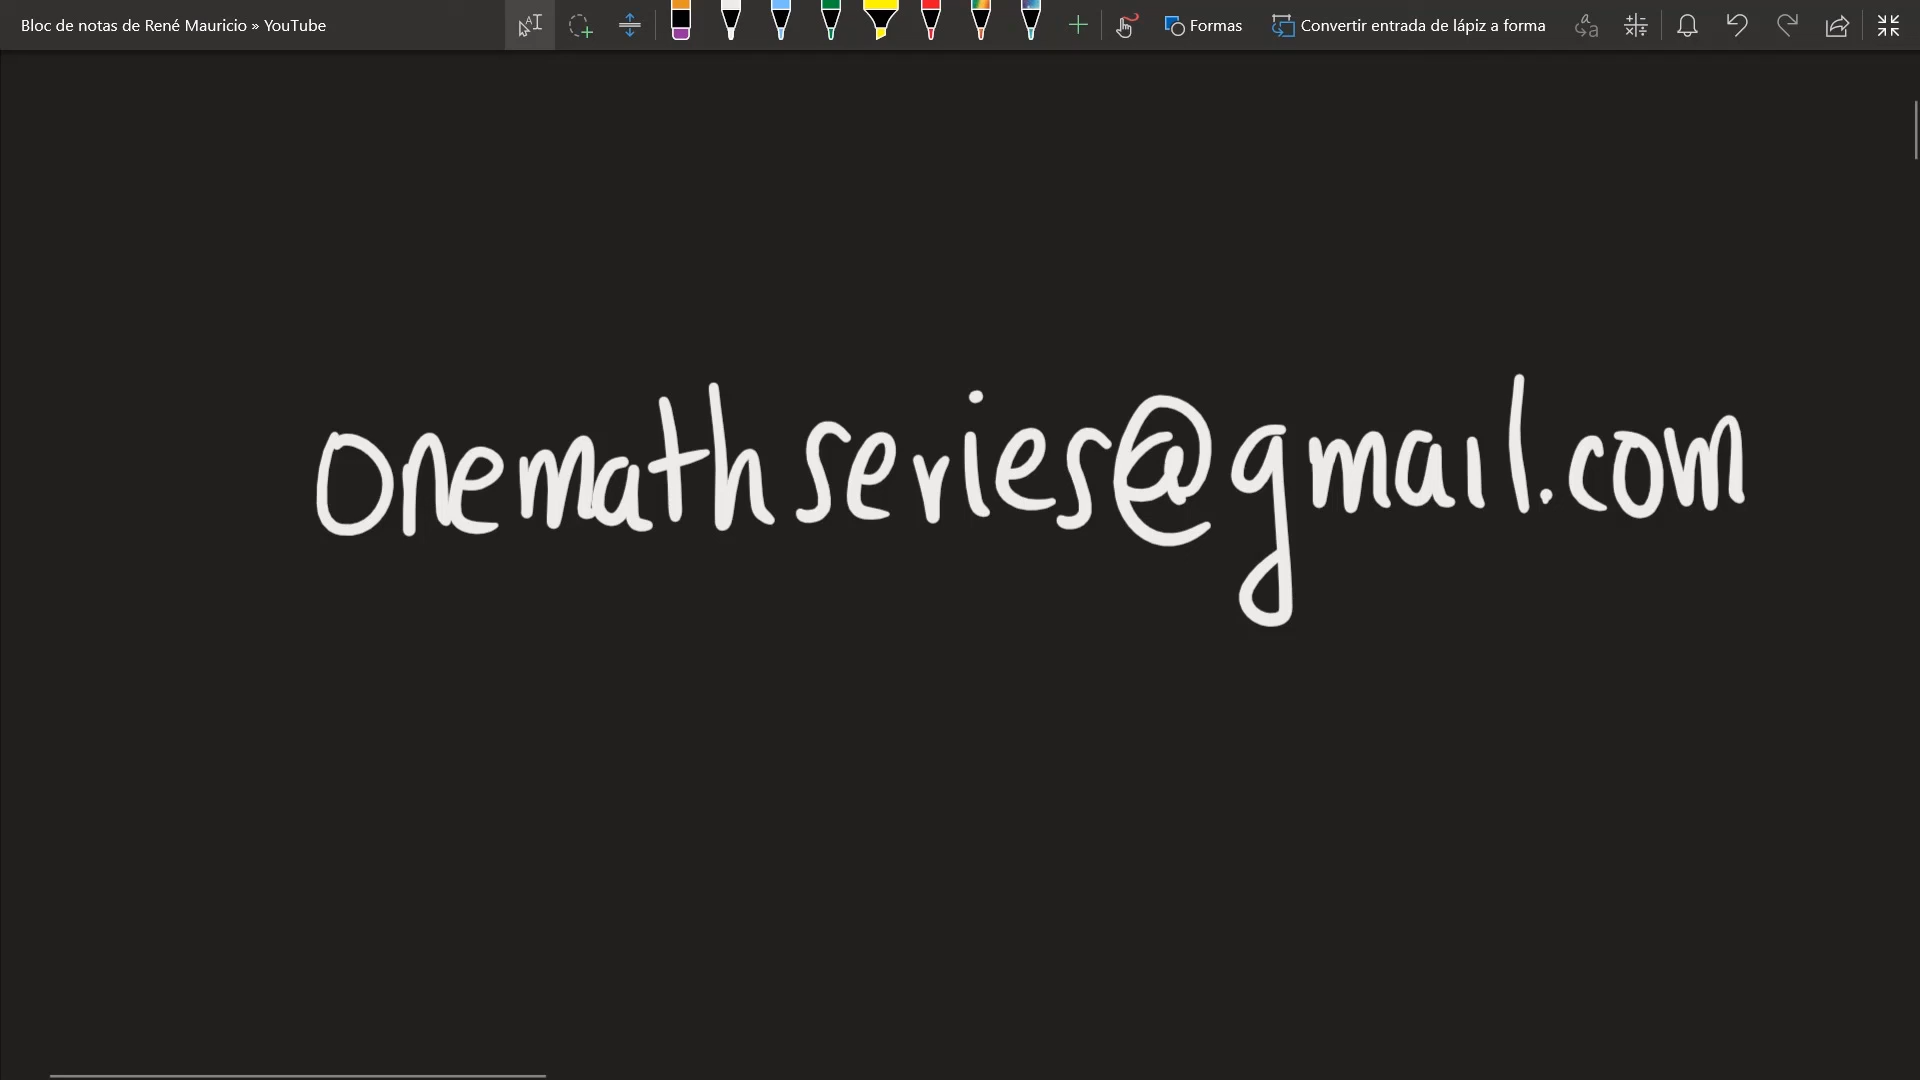 Bloc de notas de René Mauricio » YouTube
Formas
Convertir entrada de lápiz a forma
onemathseries@gmail.com